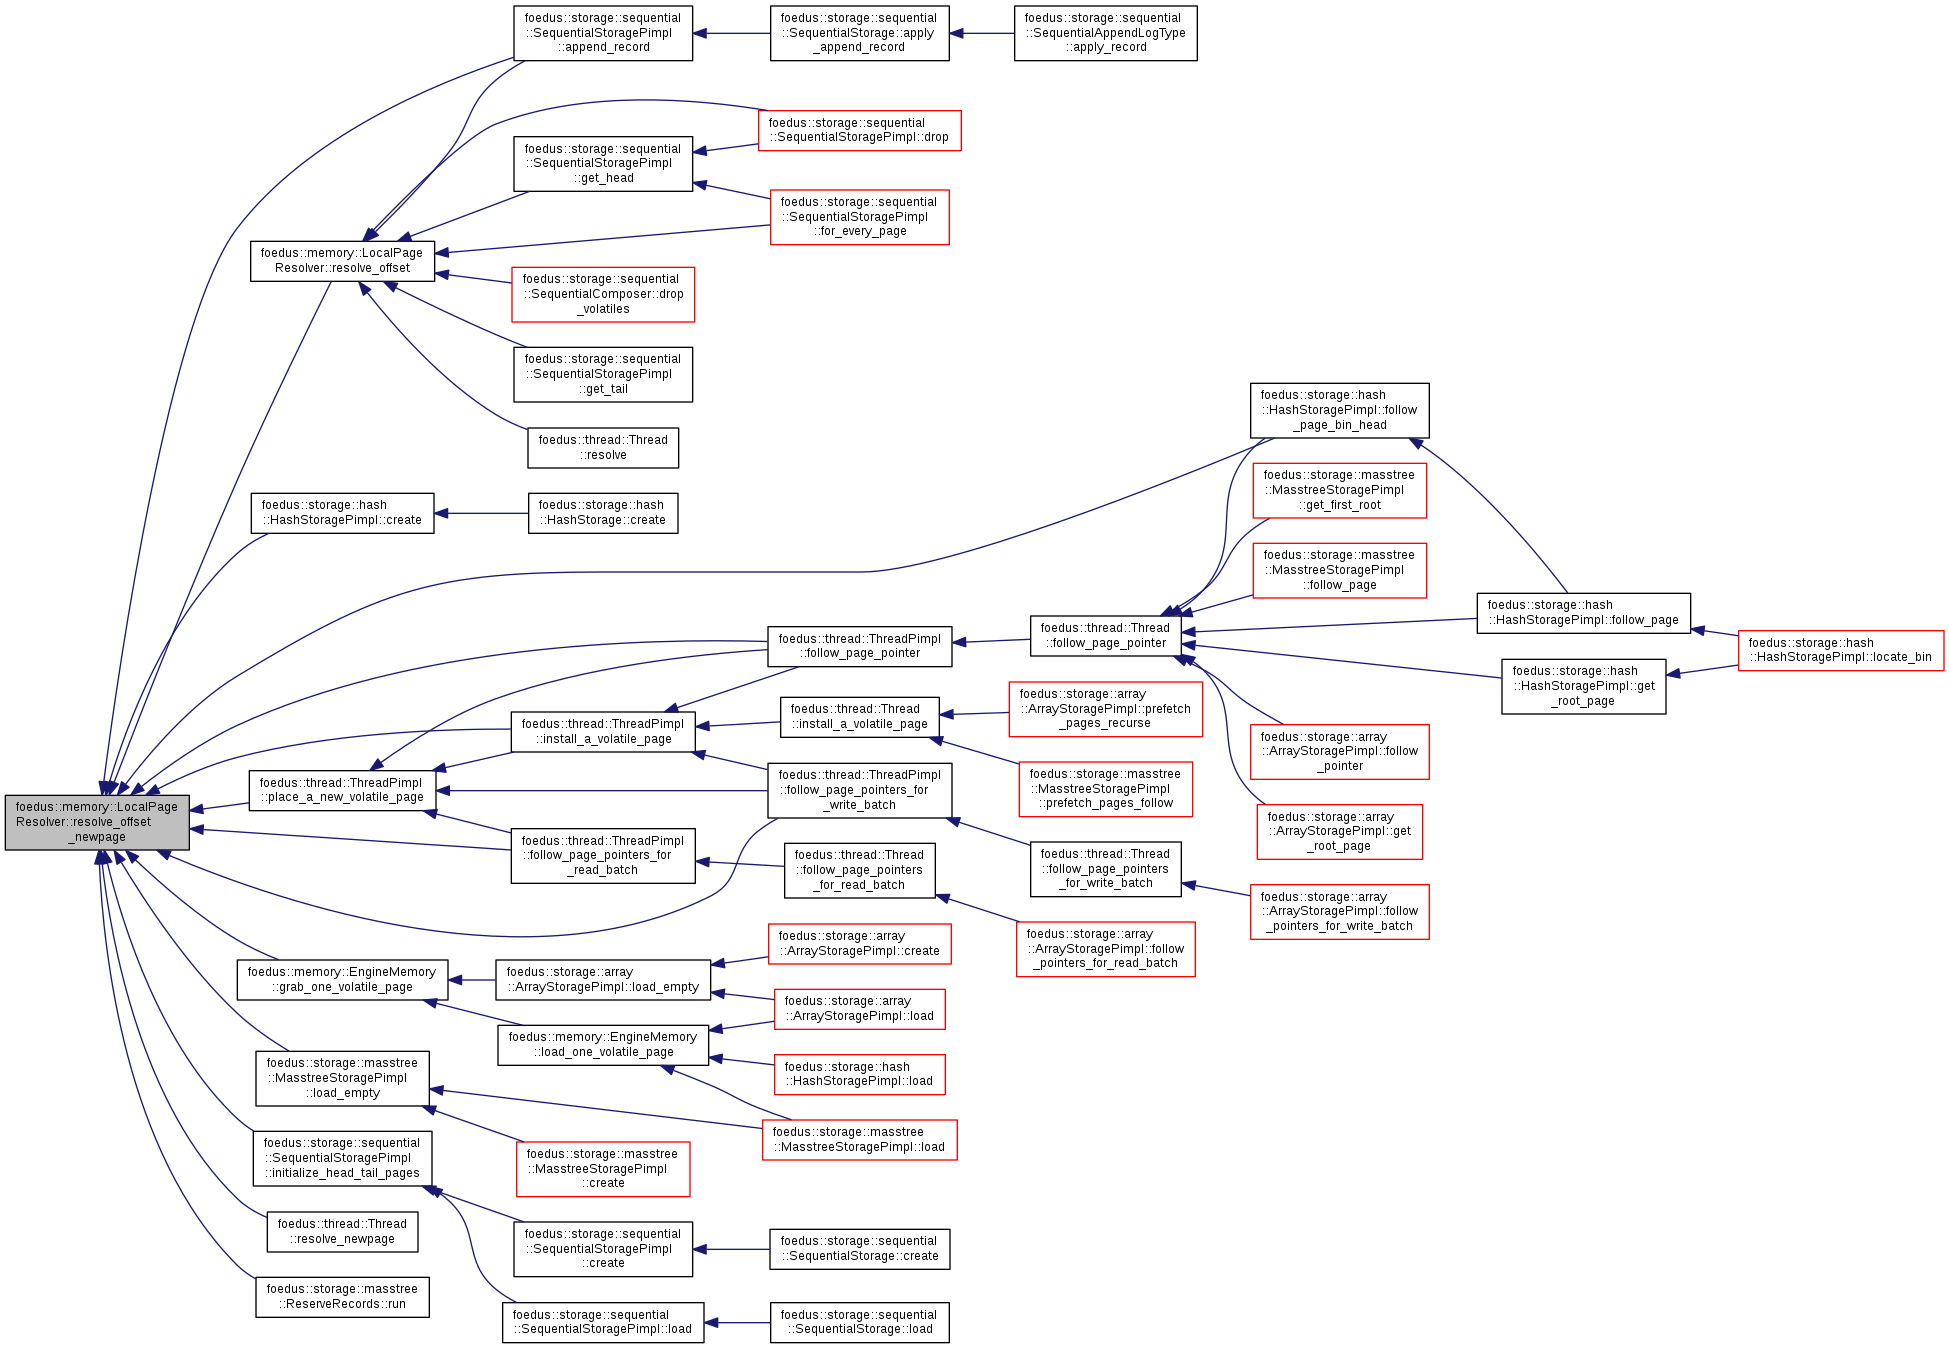 foedus::storage::sequential
::SequentialStoragePimpl
::append_record
foedus::storage::sequential
::SequentialStorage::apply
_append_record
foedus::storage::sequential
::SequentialAppendLogType
::apply_record
foedus::storage::sequential
::SequentialStoragePimpl::drop
foedus::storage::sequential
::SequentialStoragePimpl
::get_head
foedus::storage::sequential
::SequentialStoragePimpl
::for_every_page
foedus::memory::LocalPage
Resolver::resolve_offset
foedus::storage::sequential
::SequentialComposer::drop
_volatiles
foedus::storage::sequential
::SequentialStoragePimpl
::get_tail
foedus::thread::Thread
::resolve
foedus::storage::hash
::HashStoragePimpl::follow
_page_bin_head
foedus::storage::masstree
::MasstreeStoragePimpl
::get_first_root
foedus::storage::hash
::HashStoragePimpl::create
foedus::storage::hash
::HashStorage::create
foedus::storage::masstree
::MasstreeStoragePimpl
::follow_page
foedus::storage::hash
::HashStoragePimpl::follow_page
foedus::thread::ThreadPimpl
::follow_page_pointer
foedus::thread::Thread
::follow_page_pointer
foedus::storage::hash
::HashStoragePimpl::locate_bin
foedus::storage::hash
::HashStoragePimpl::get
_root_page
foedus::thread::ThreadPimpl
::install_a_volatile_page
foedus::thread::Thread
::install_a_volatile_page
foedus::storage::array
::ArrayStoragePimpl::prefetch
_pages_recurse
foedus::storage::array
::ArrayStoragePimpl::follow
_pointer
foedus::thread::ThreadPimpl
::place_a_new_volatile_page
foedus::thread::ThreadPimpl
::follow_page_pointers_for
_write_batch
foedus::storage::masstree
::MasstreeStoragePimpl
::prefetch_pages_follow
foedus::memory::LocalPage
Resolver::resolve_offset
_newpage
foedus::storage::array
::ArrayStoragePimpl::get
_root_page
foedus::thread::ThreadPimpl
::follow_page_pointers_for
_read_batch
foedus::thread::Thread
::follow_page_pointers
_for_read_batch
foedus::thread::Thread
::follow_page_pointers
_for_write_batch
foedus::storage::array
::ArrayStoragePimpl::follow
_pointers_for_write_batch
foedus::storage::array
::ArrayStoragePimpl::create
foedus::storage::array
::ArrayStoragePimpl::follow
_pointers_for_read_batch
foedus::memory::EngineMemory
::grab_one_volatile_page
foedus::storage::array
::ArrayStoragePimpl::load_empty
foedus::storage::array
::ArrayStoragePimpl::load
foedus::memory::EngineMemory
::load_one_volatile_page
foedus::storage::hash
::HashStoragePimpl::load
foedus::storage::masstree
::MasstreeStoragePimpl
::load_empty
foedus::storage::masstree
::MasstreeStoragePimpl::load
foedus::storage::sequential
::SequentialStoragePimpl
::initialize_head_tail_pages
foedus::storage::masstree
::MasstreeStoragePimpl
::create
foedus::thread::Thread
::resolve_newpage
foedus::storage::sequential
::SequentialStoragePimpl
::create
foedus::storage::sequential
::SequentialStorage::create
foedus::storage::masstree
::ReserveRecords::run
foedus::storage::sequential
::SequentialStoragePimpl::load
foedus::storage::sequential
::SequentialStorage::load